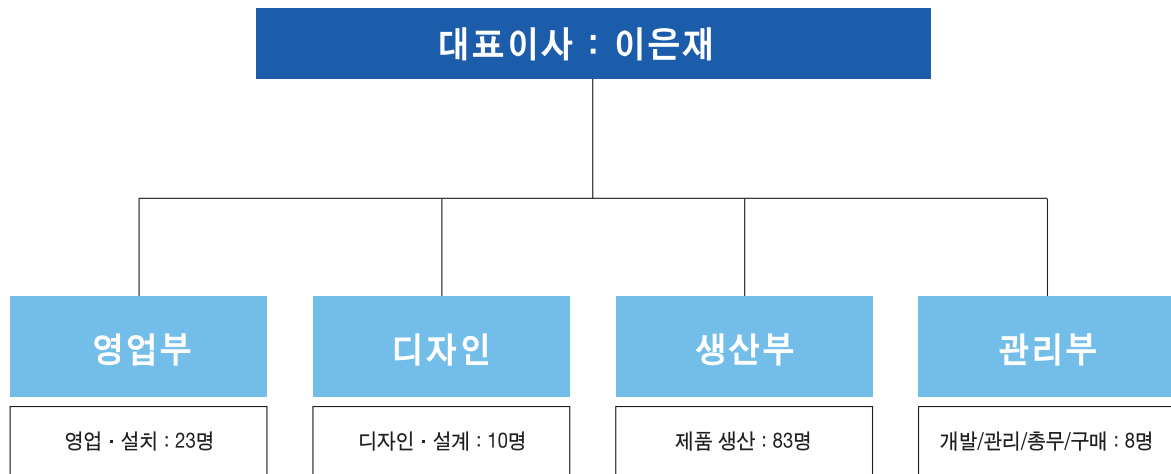 대표이사 : 이은재
영업부
디자인
생산부
관리부
영업 · 설치 : 23명
디자인 · 설계 : 10명
제품 생산 : 83명
개발/관리/총무/구매 : 8명